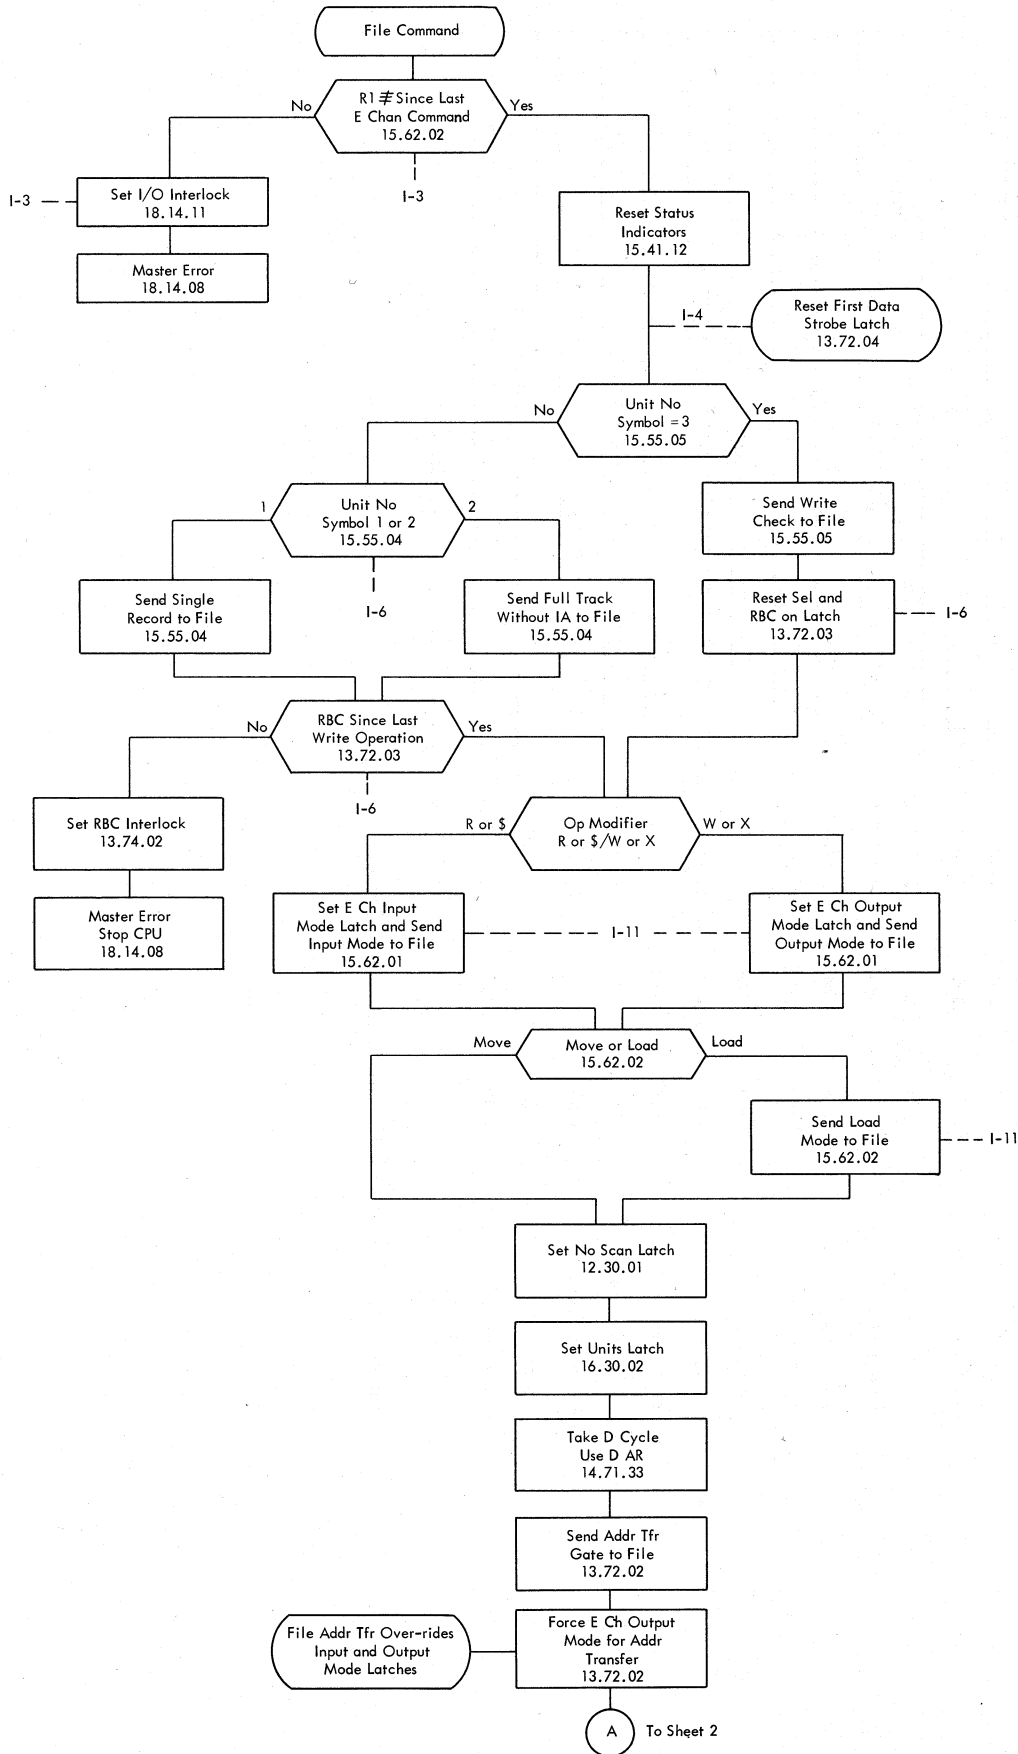 File Command
R1 ≢ Since Last
E Chan Command
15.62.02
No
Yes
I-3
I-3
Set I/O Interlock
18.14.11
Master Error
18.14.08
Reset Status
Indicators
15.41.12
I-4
Reset First Data
Strobe Latch
13.72.04
Unit No
Symbol = 3
15.55.05
No
Yes
Unit No
Symbol 1 or 2
15.55.04
1
2
I-6
Send Write
Check to File
15.55.05
Send Single
Record to File
15.55.04
Send Full Track
Without IA to File
15.55.04
Reset Sel and
RBC on Latch
13.72.03
I-6
RBC Since Last
Write Operation
13.72.03
No
Yes
I-6
Set RBC Interlock
13.74.02
Master Error
Stop CPU
18.14.08
Op Modifier
R or $/W or X
R or $
W or X
Set E Ch Input
Mode Latch and Send
Input Mode to File
15.62.01
I-11
Set E Ch Output
Mode Latch and Send
Output Mode to File
15.62.01
Move
Move or Load
15.62.02
Load
Send Load
Mode to File
15.62.02
I-11
Set No Scan Latch
12.30.01
Set Units Latch
16.30.02
Take D Cycle
Use D AR
14.71.33
Send Addr Tfr
Gate to File
13.72.02
File Addr Tfr Over-rides
Input and Output
Mode Latches
Force E Ch Output
Mode for Addr
Transfer
13.72.02
A
To Sheet 2